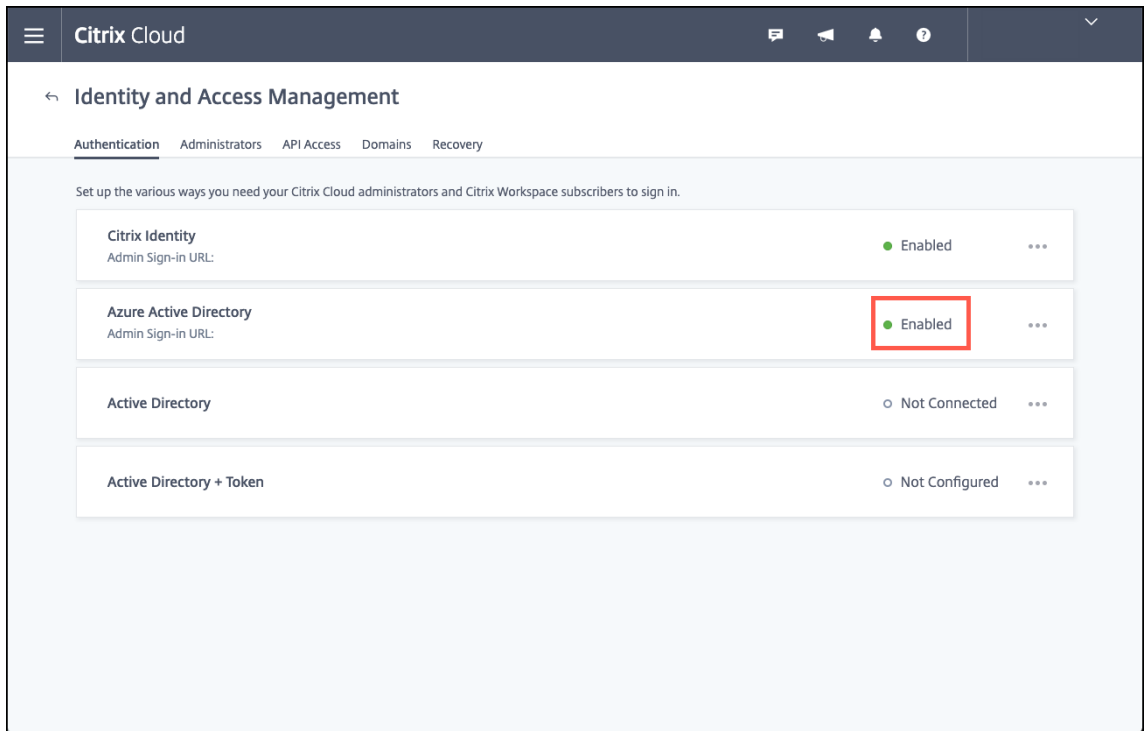 Citrix Cloud
Identity and Access Management
Authentication Administrators API Access Domains Recovery
Set up the various ways you need your Citrix Cloud administrators and Citrix Workspace subscribers to sign in.
Citrix Identity
Admin Sign-in URL:
Enabled
Azure Active Directory
Admin Sign-in URL:
Enabled
Active Directory
Not Connected
Active Directory + Token
Not Configured